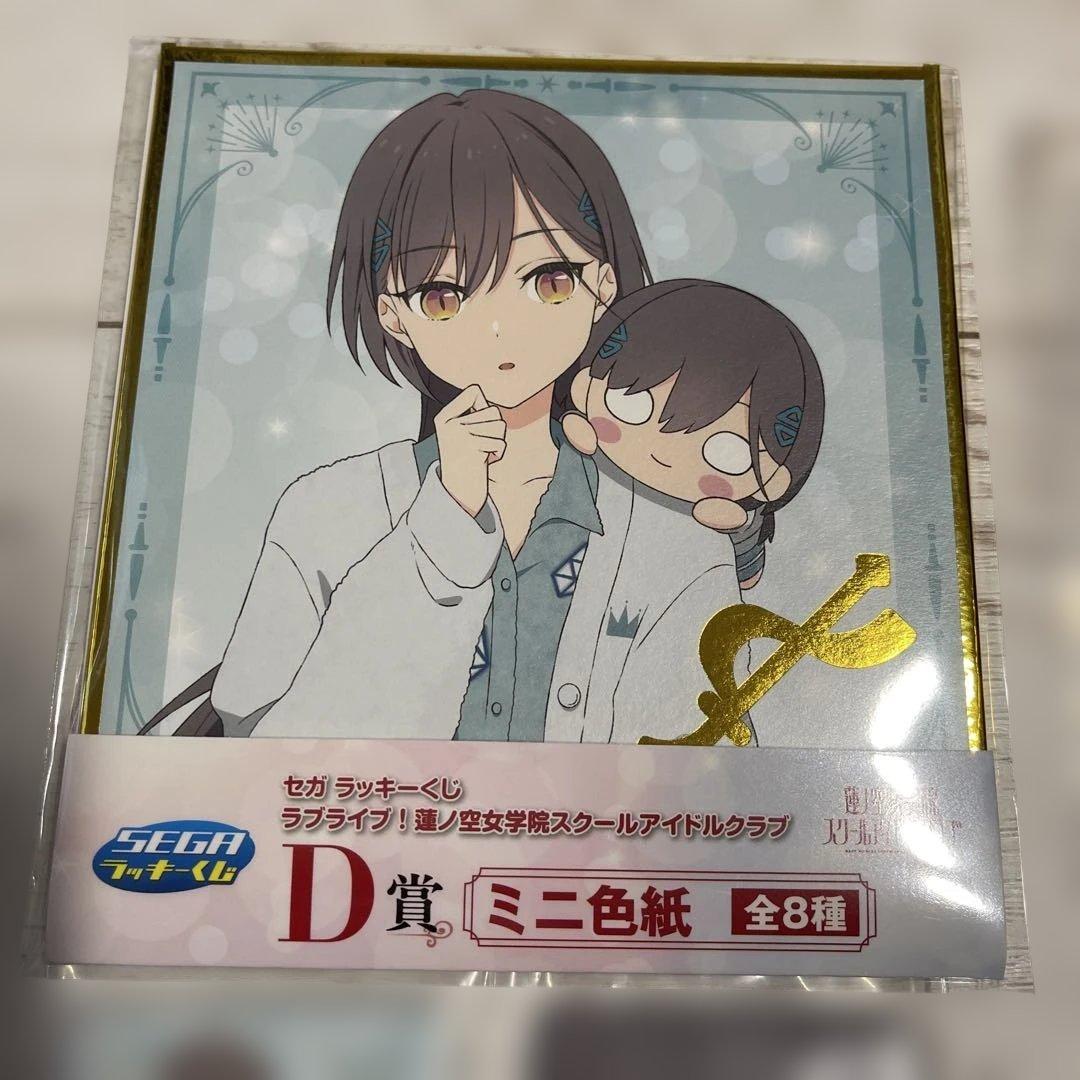 セガ ラッキーくじ
ラブライブ！蓮ノ空女学院スクールアイドルクラブ
SEGA
ラッキーくじ
D賞
ミニ色紙
全8種